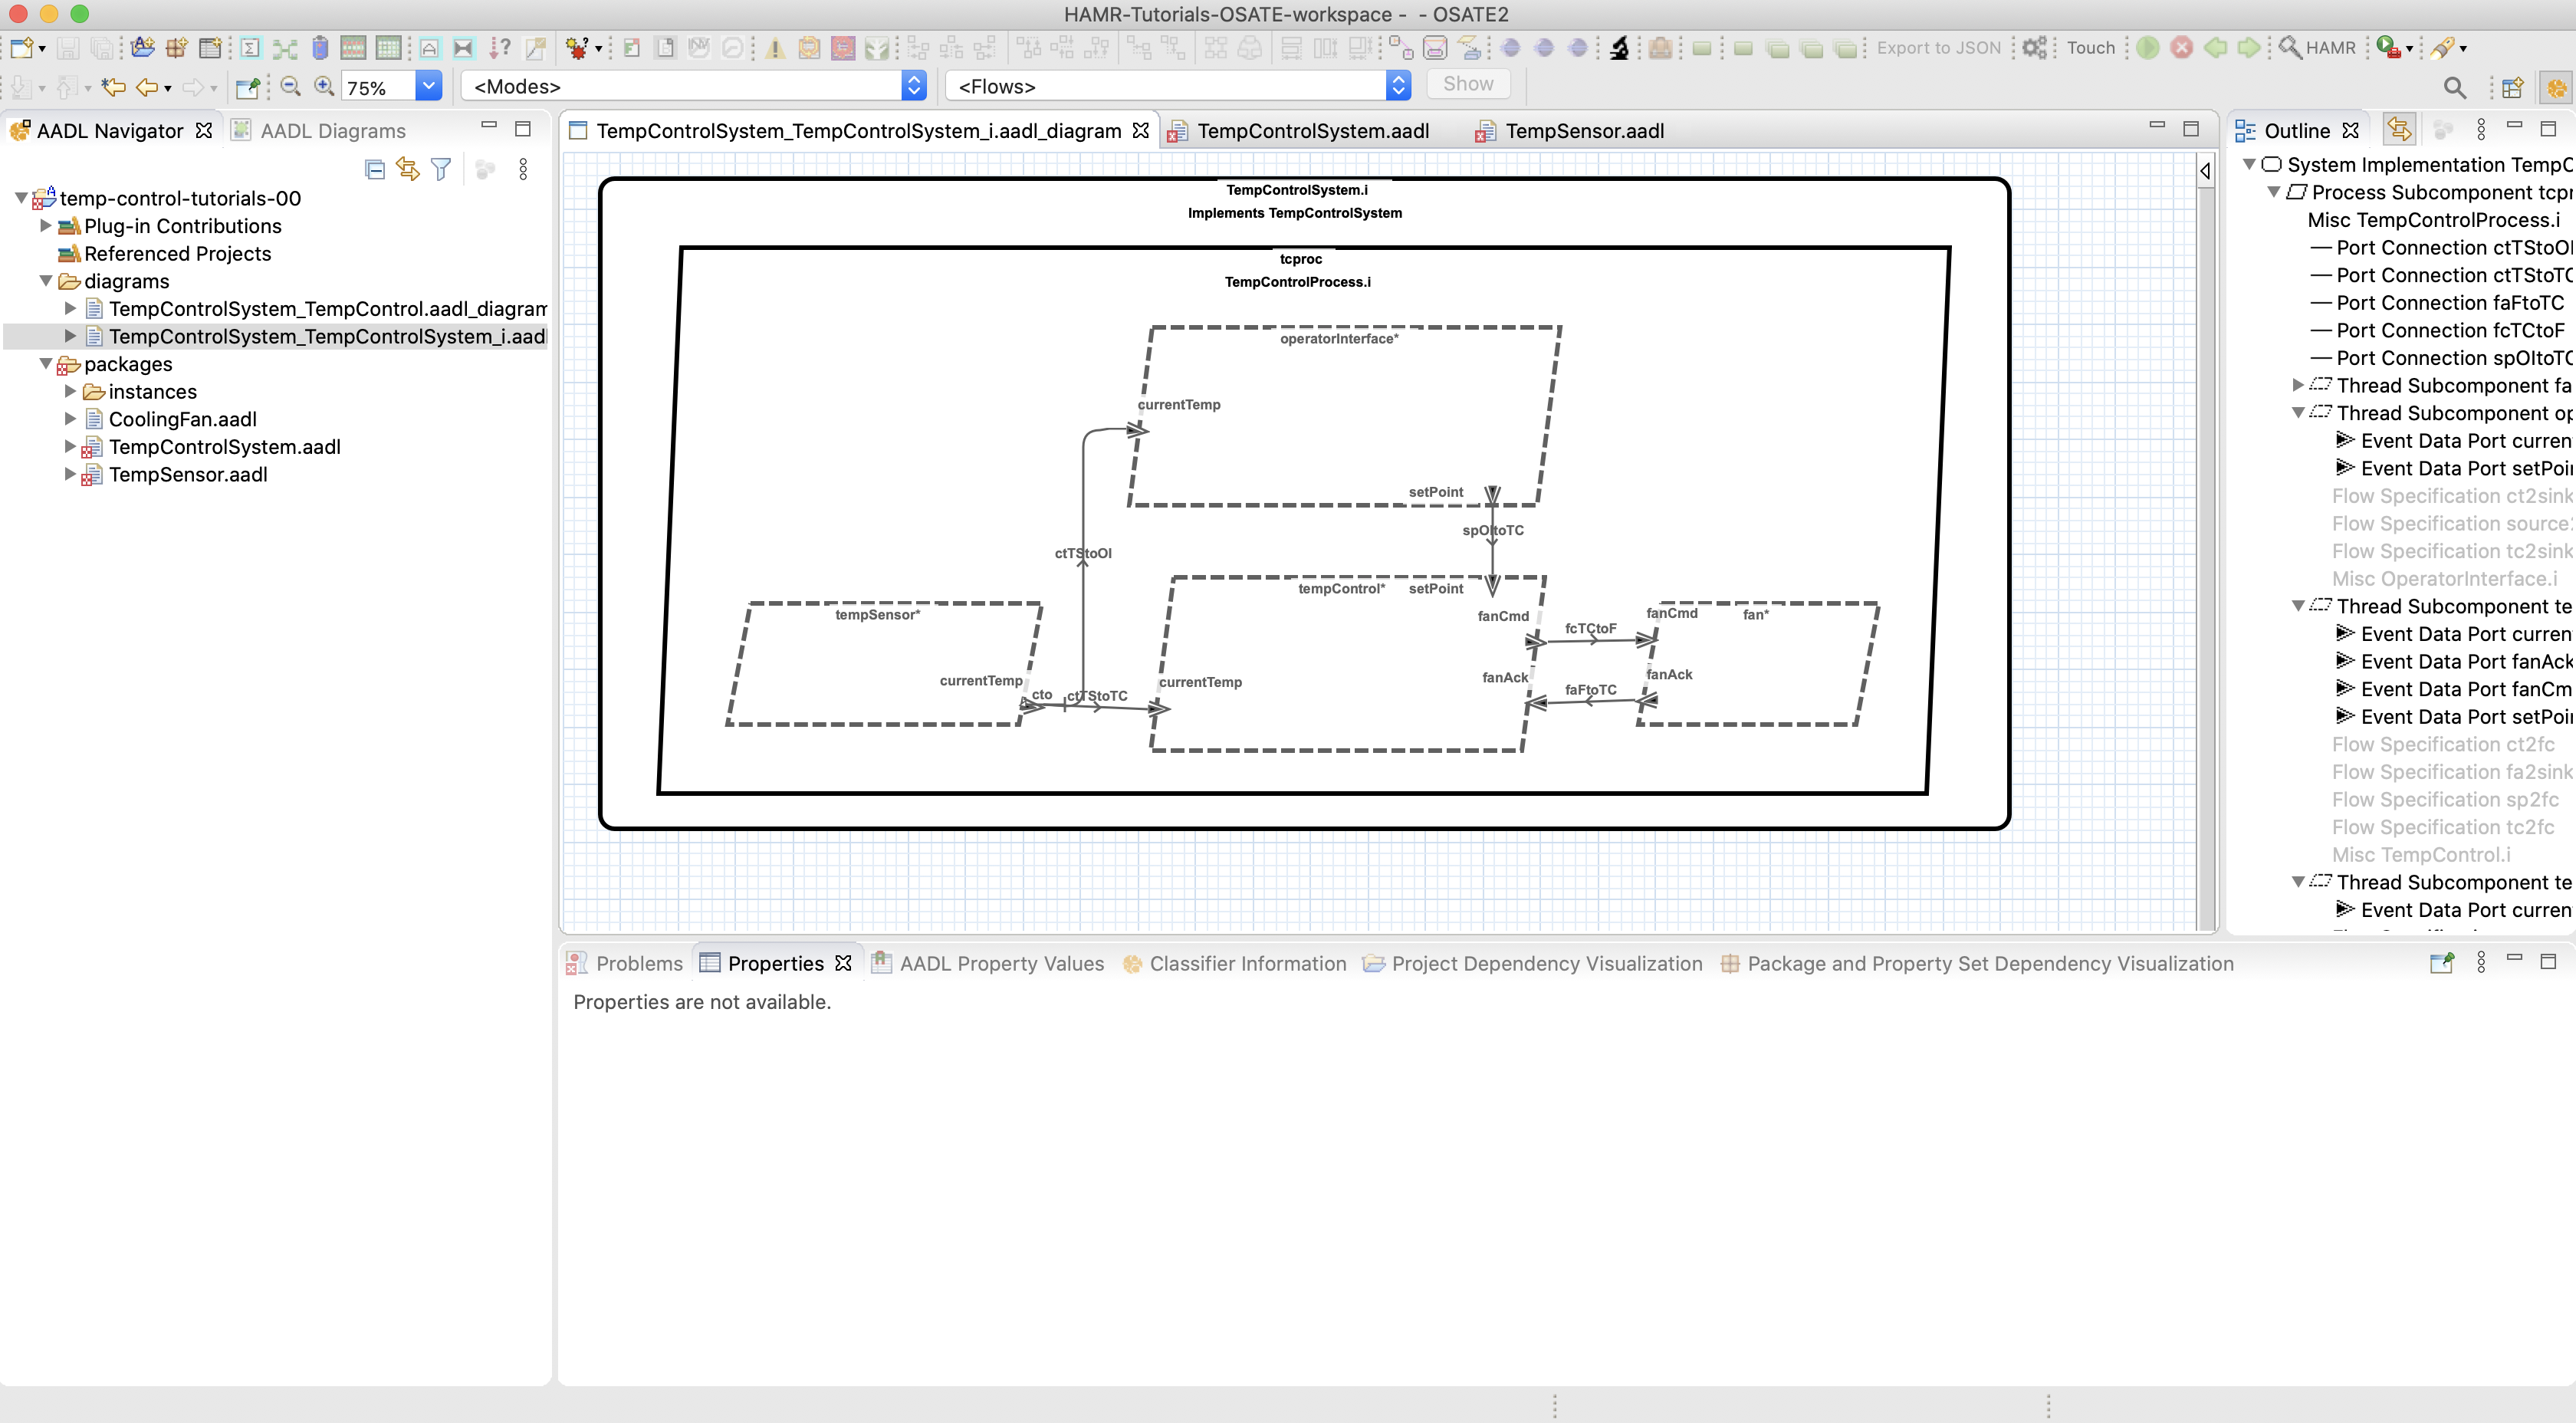 HAMR-Tutorials-OSATE-workspace - - OSATE2
Export to JSON
Touch
HAMR
75%
<Modes>
<Flows>
Show
AADL Navigator
AADL Diagrams
temp-control-tutorials-00
Plug-in Contributions
Referenced Projects
diagrams
TempControlSystem_TempControl.aadl_diagram
TempControlSystem_TempControlSystem_i.aadl
packages
instances
CoolingFan.aadl
TempControlSystem.aadl
TempSensor.aadl
TempControlSystem_TempControlSystem_i.aadl_diagram
TempControlSystem.aadl
TempSensor.aadl
TempControlSystem.i
Implements TempControlSystem
tcproc
TempControlProcess.i
operatorInterface*
currentTemp
setPoint
spOItoTC
ctTStoOI
tempControl* setPoint
tempSensor*
fanCmd
fcTCtoF
fanCmd
fan*
currentTemp
cto
ctTStoTC
currentTemp
fanAck
faFtoTC
fanAck
Outline
System Implementation TempC
Process Subcomponent tcpr
Misc TempControlProcess.i
Port Connection ctTStoOI
Port Connection ctTStoTC
Port Connection faFtoTC
Port Connection fcTCtoF
Port Connection spOItoTC
Thread Subcomponent fa
Thread Subcomponent op
Event Data Port curren
Event Data Port setPoi
Flow Specification ct2sink
Flow Specification source
Flow Specification tc2sink
Misc OperatorInterface.i
Thread Subcomponent te
Event Data Port curren
Event Data Port fanAck
Event Data Port fanCm
Event Data Port setPoi
Flow Specification ct2fc
Flow Specification fa2sink
Flow Specification sp2fc
Flow Specification tc2fc
Misc TempControl.i
Thread Subcomponent te
Event Data Port curren
Problems
Properties
AADL Property Values
Classifier Information
Project Dependency Visualization
Package and Property Set Dependency Visualization
Properties are not available.